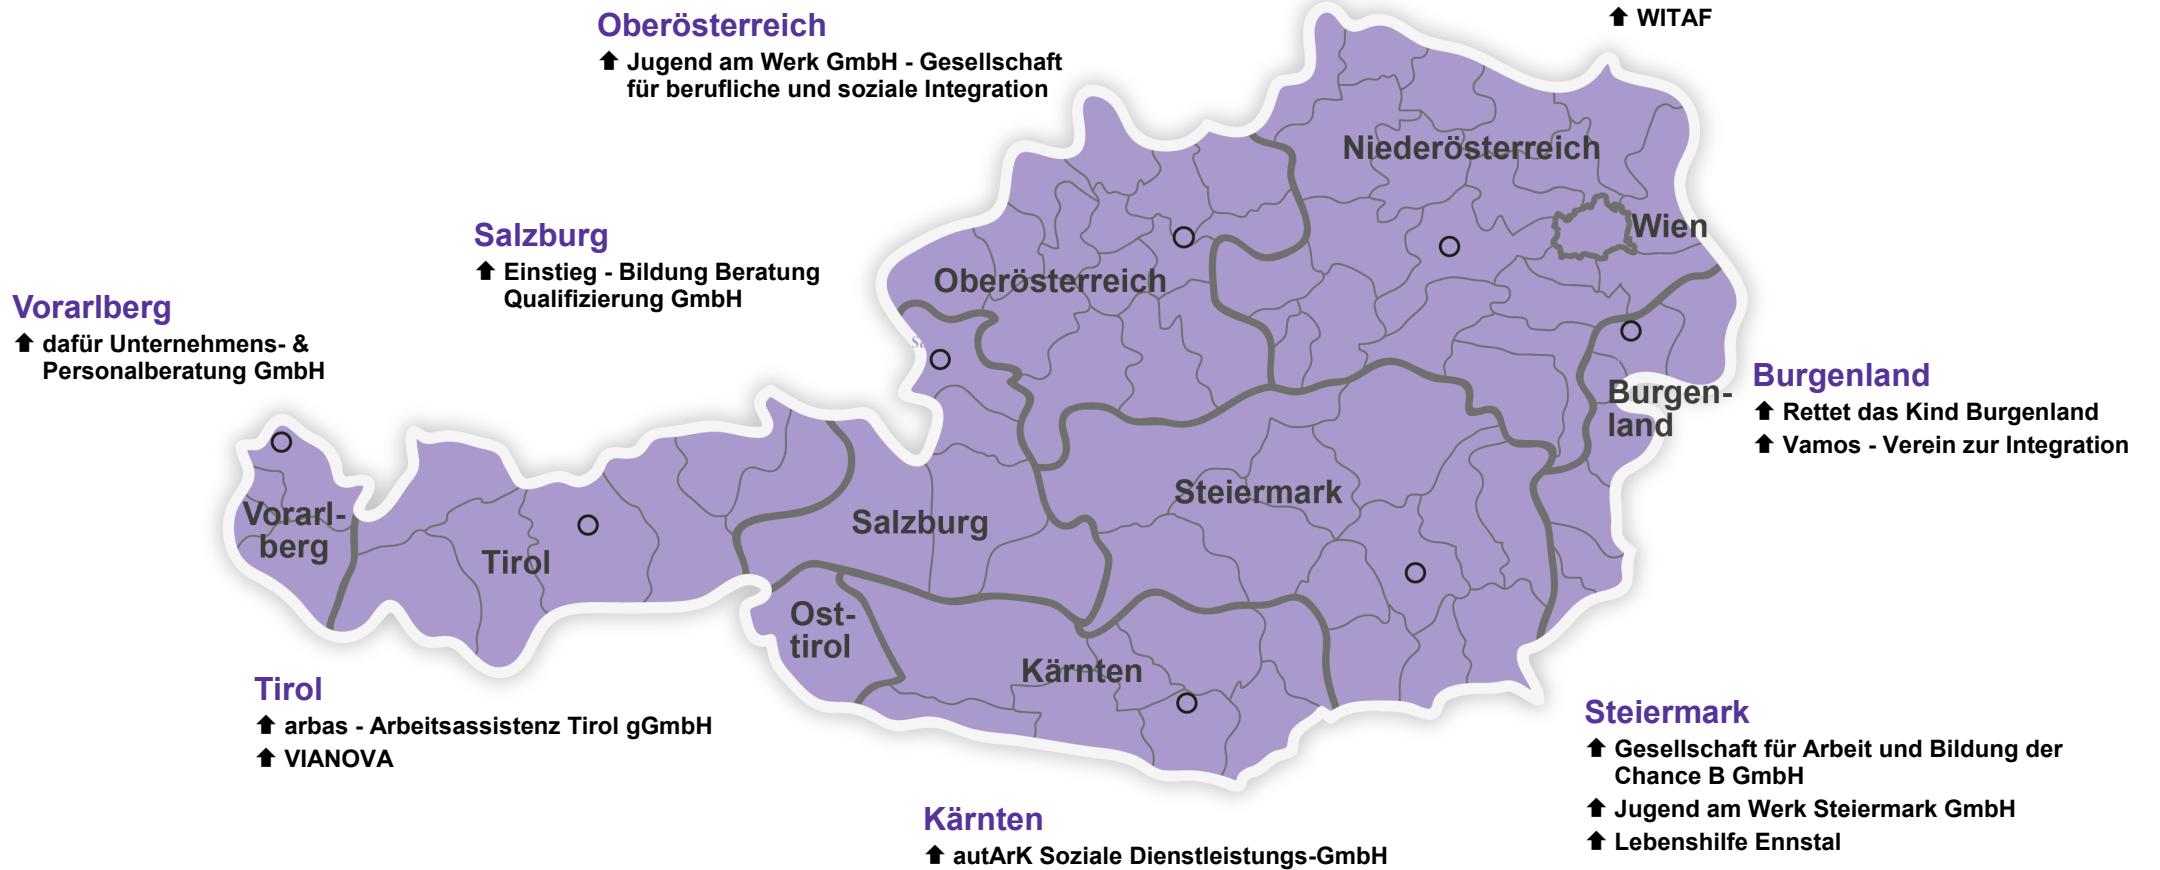 WITAF
Oberösterreich
Jugend am Werk GmbH - Gesellschaft
für berufliche und soziale Integration
Niederösterreich
Wien
Salzburg
Einstieg - Bildung Beratung
Qualifizierung GmbH
Oberösterreich
Vorarlberg
dafür Unternehmens- &
Personalberatung GmbH
Burgenland
Rettet das Kind Burgenland
Vamos - Verein zur Integration
Burgen-
land
Steiermark
Salzburg
Vorarl-
berg
Tirol
Ost-
tirol
Kärnten
Tirol
arbas - Arbeitsassistenz Tirol gGmbH
VIANOVA
Steiermark
Gesellschaft für Arbeit und Bildung der
Chance B GmbH
Jugend am Werk Steiermark GmbH
Lebenshilfe Ennstal
Kärnten
autArK Soziale Dienstleistungs-GmbH